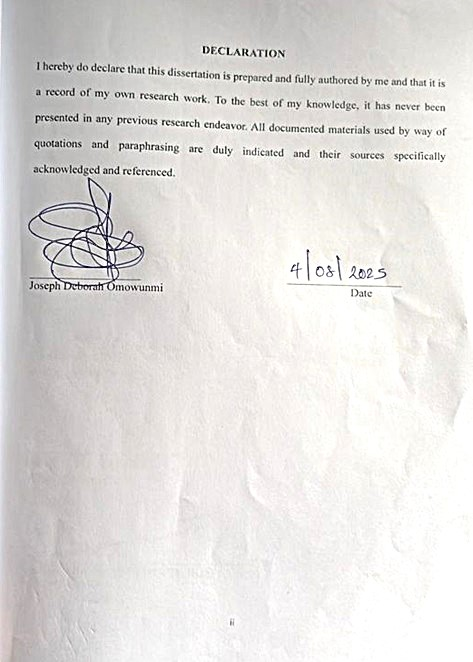 DECLARATION
I hereby do declare that this dissertation is prepared and fully authored by me and that it is
a record of my own research work. To the best of my knowledge, it has never been
presented in any previous research endeavor. All documented materials used by way of
quotations and paraphrasing are duly indicated and their sources specifically
acknowledged and referenced.
4/08/2025
Joseph Deborah Omowunmi
Date
ii